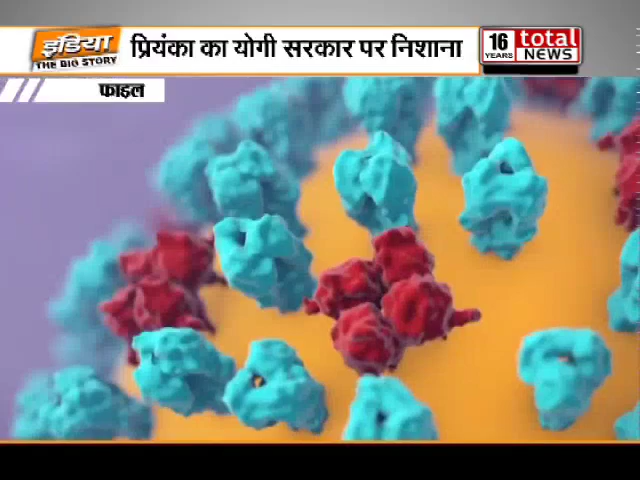 इंडिया
THE BIG STORY
प्रियंका का योगी सरकार पर निशाना
16
YEARS
total
NEWS
फाइल